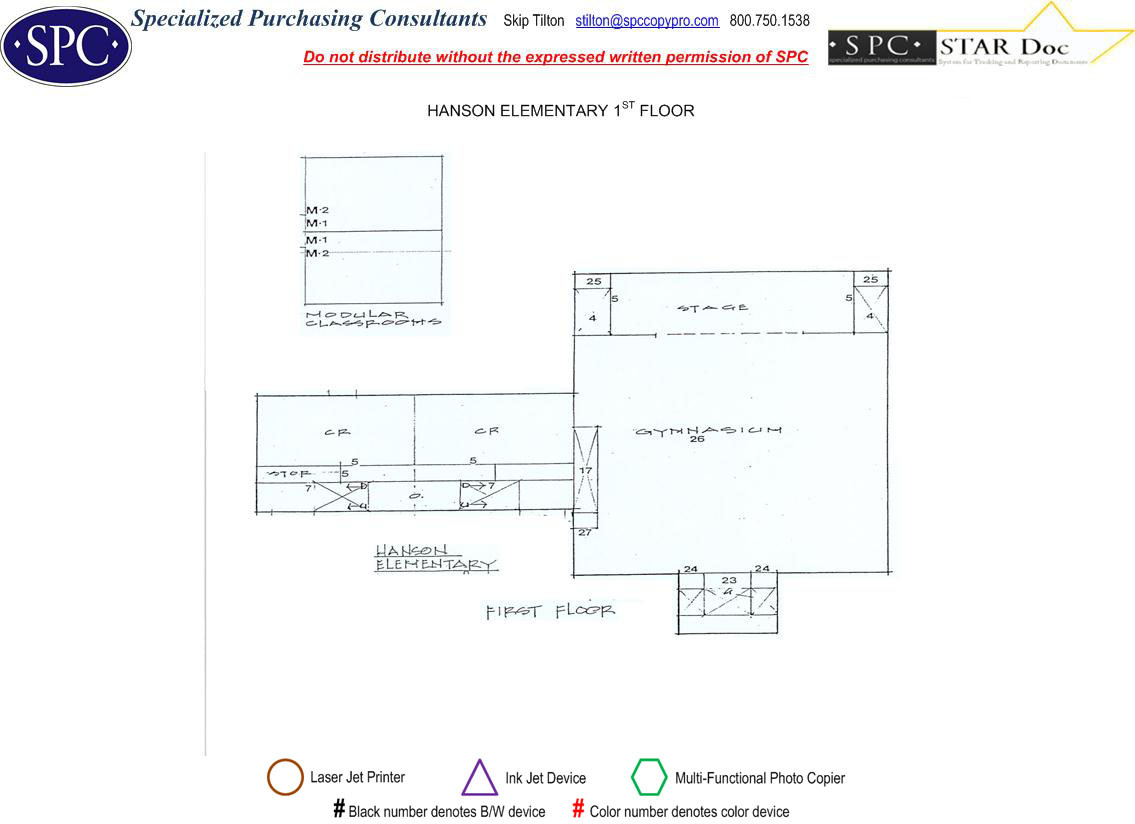 SPC Specialized Purchasing Consultants Skip Tilton stilton@spccopypro.com 800.750.1538
Do not distribute without the expressed written permission of SPC
SPC STAR Doc
specialized purchasing consultants System for Tracking and Reporting Documents
HANSON ELEMENTARY 1ST FLOOR
M-2
M-1
M-1
M-2
MODULAR
CLASSROOMS
25 25
5 STAGE 5
4 4
CR CR GYMNASIUM
26
5 5
STOR 5 17
7 D D 7
O.
U U
27
HANSON
ELEMENTARY
24 24
23
FIRST FLOOR
Laser Jet Printer Ink Jet Device Multi-Functional Photo Copier
# Black number denotes B/W device # Color number denotes color device